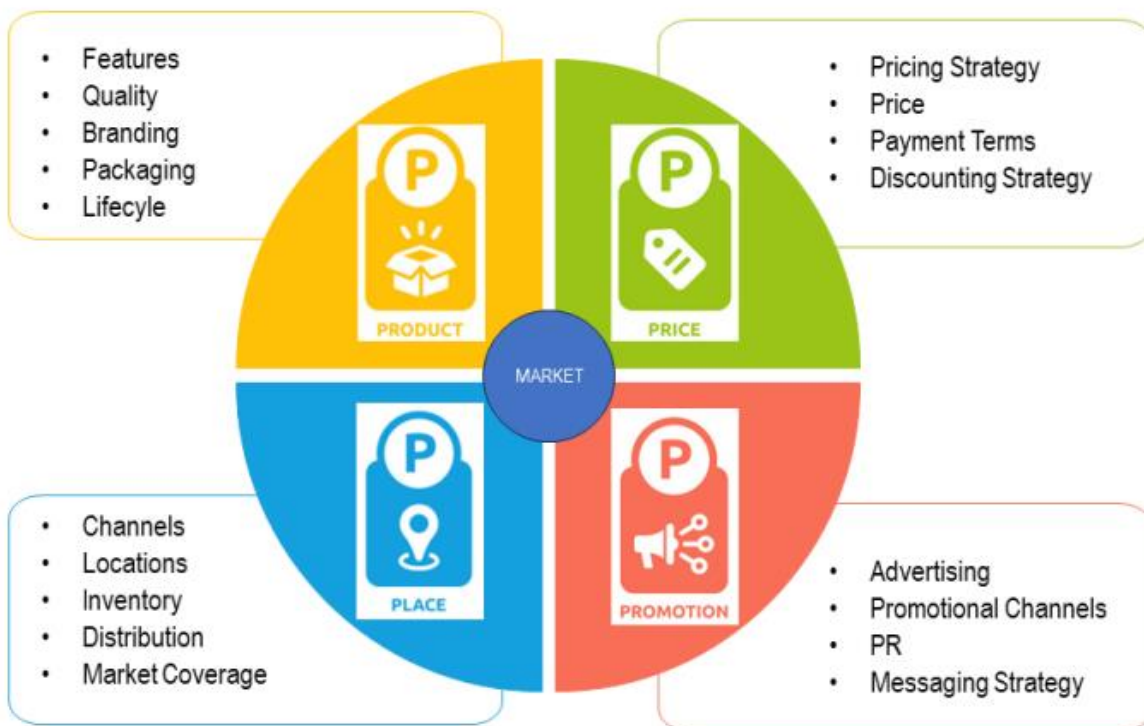 • Features
• Quality
• Branding
• Packaging
• Lifecyle
P
PRODUCT
• Pricing Strategy
• Price
• Payment Terms
• Discounting Strategy
P
PRICE
MARKET
• Channels
• Locations
• Inventory
• Distribution
• Market Coverage
P
PLACE
• Advertising
• Promotional Channels
• PR
• Messaging Strategy
P
PROMOTION